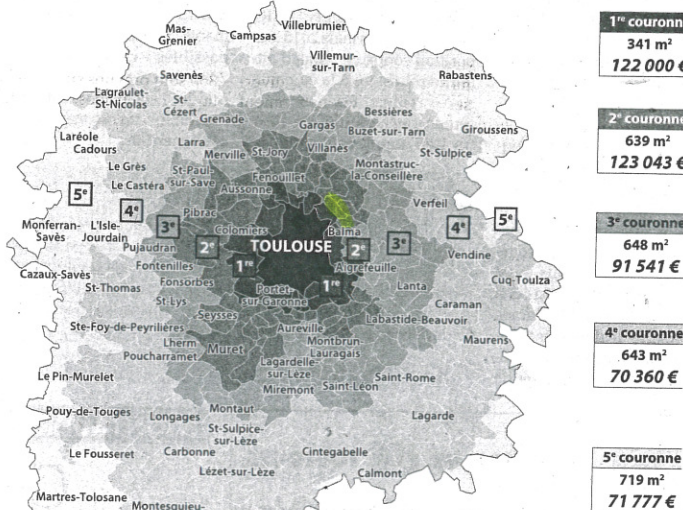 Mas-
Grenier
Campsas
Villebrumier
Villemur-
sur-Tarn
Savenès
Rabastens
Lagraulet-
St-Nicolas
St-
Cézert
Grenade
Gargas
Bessières
Buzet-sur-Tarn
Giroussens
Laréole
Cadours
Larra
Merville
St-Jory
Villariès
St-Sulpice
Le Grès
St-Paul-
sur-Save
Montastruc-
la-Conseillère
Le Castéra
Aussonne
Fenouillet
5e
4e
3e
Verfeil
4e
5e
Pibrac
Monferran-
Savès
L'Isle-
Jourdain
Colomiers
Balma
Pujaudran
2e
TOULOUSE
2e
3e
Vendine
Cazaux-Savès
Fontenilles
1re
Aigrefeuille
St-Thomas
Fonsorbes
Portet-
sur-Garonne
1re
Lanta
Cuq-Toulza
St-Lys
Seysses
Caraman
Ste-Foy-de-Peyrilières
Aureville
Labastide-Beauvoir
Lherm
Poucharramet
Muret
Montbrun-
Lauragais
Maurens
Lagardelle-
sur-Lèze
Le Pin-Murelet
Miremont
Saint-Léon
Saint-Rome
Pouy-de-Touges
Longages
Montaut
Lagarde
St-Sulpice-
sur-Lèze
Le Fousseret
Carbonne
Cintegabelle
Lézet-sur-Lèze
Calmont
Martres-Tolosane
Montesquieu-
1re couronn
341 m²
122 000 €
2e couronne
639 m²
123 043 €
3e couronne
648 m²
91 541 €
4e couronne
643 m²
70 360 €
5e couronne
719 m²
71 777 €